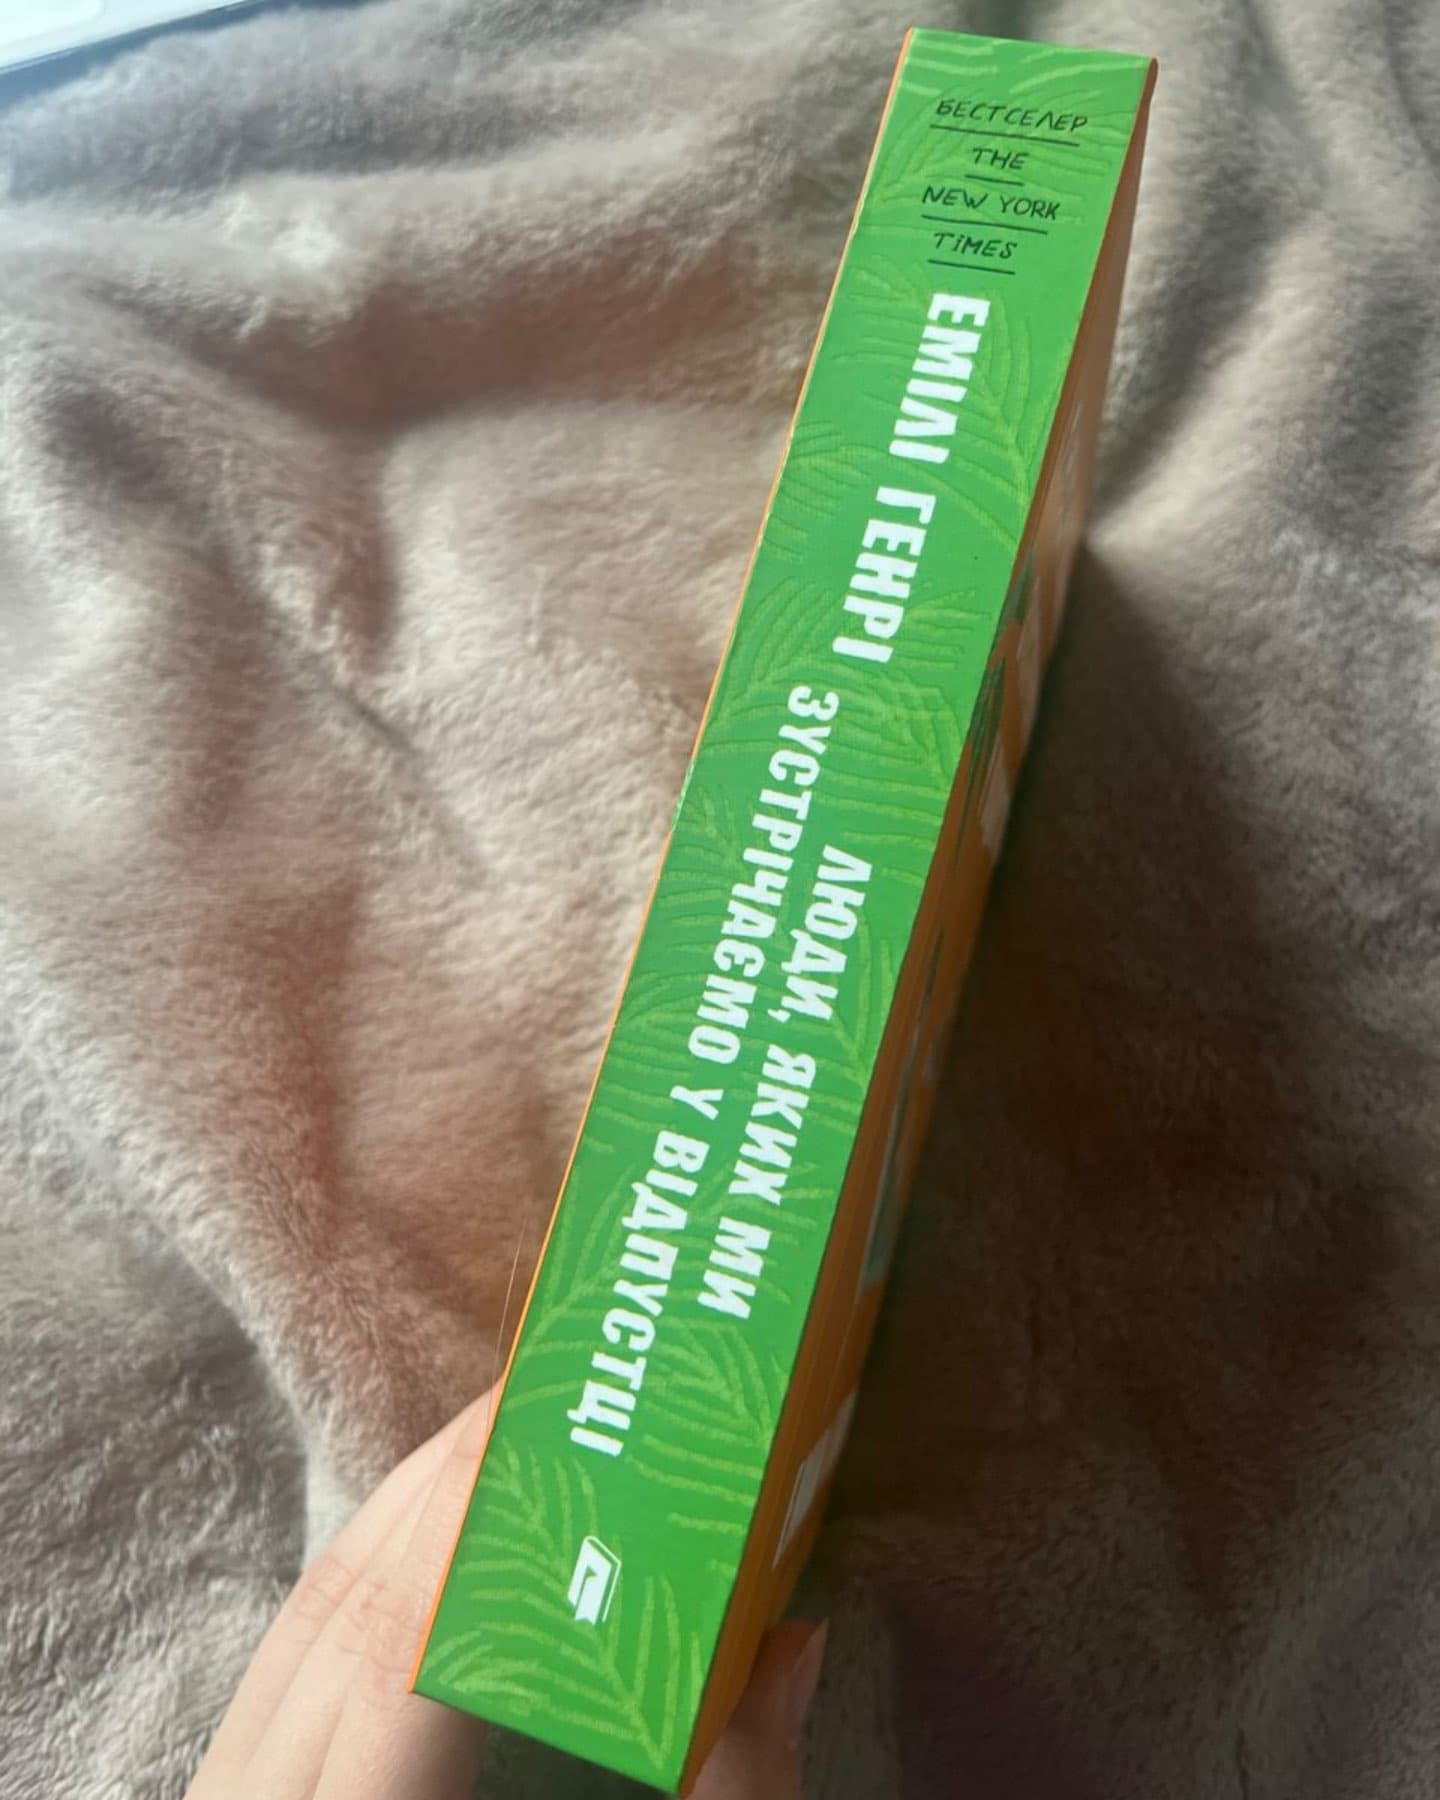 БЕСТСЕЛЕР
THE
NEW YORK
TIMES
ЕМІЛІ ГЕНРІ
ЛЮДИ, ЯКИХ МИ
ЗУСТРІЧАЄМО У ВІДПУСТЦІ